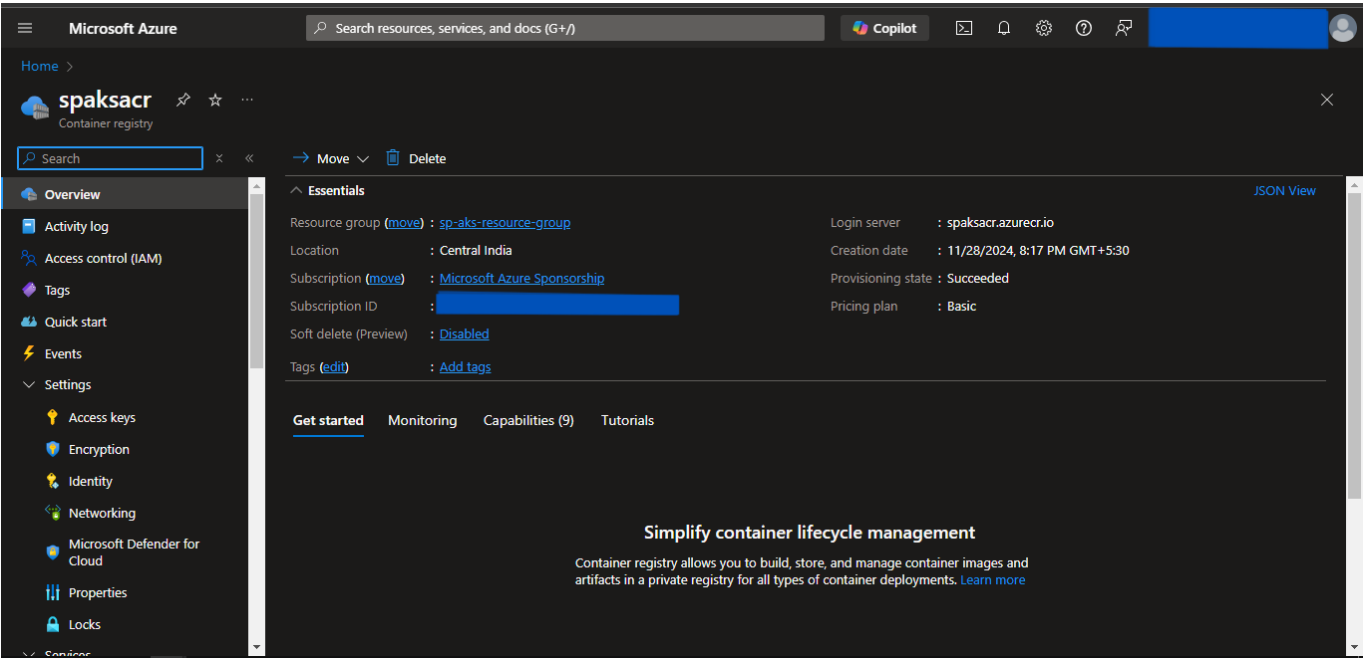 Microsoft Azure
Search resources, services, and docs (G+/)
Copilot
Home >
spaksacr
Container registry
Search
Overview
Activity log
Access control (IAM)
Tags
Quick start
Events
Settings
Access keys
Encryption
Identity
Networking
Microsoft Defender for
Cloud
Properties
Locks
Services
Move
Delete
Essentials
JSON View
Resource group (move) : sp-aks-resource-group
Location : Central India
Subscription (move) : Microsoft Azure Sponsorship
Subscription ID :
Soft delete (Preview) : Disabled
Tags (edit) : Add tags
Login server : spaksacr.azurecr.io
Creation date : 11/28/2024, 8:17 PM GMT+5:30
Provisioning state : Succeeded
Pricing plan : Basic
Get started Monitoring Capabilities (9) Tutorials
Simplify container lifecycle management
Container registry allows you to build, store, and manage container images and
artifacts in a private registry for all types of container deployments. Learn more